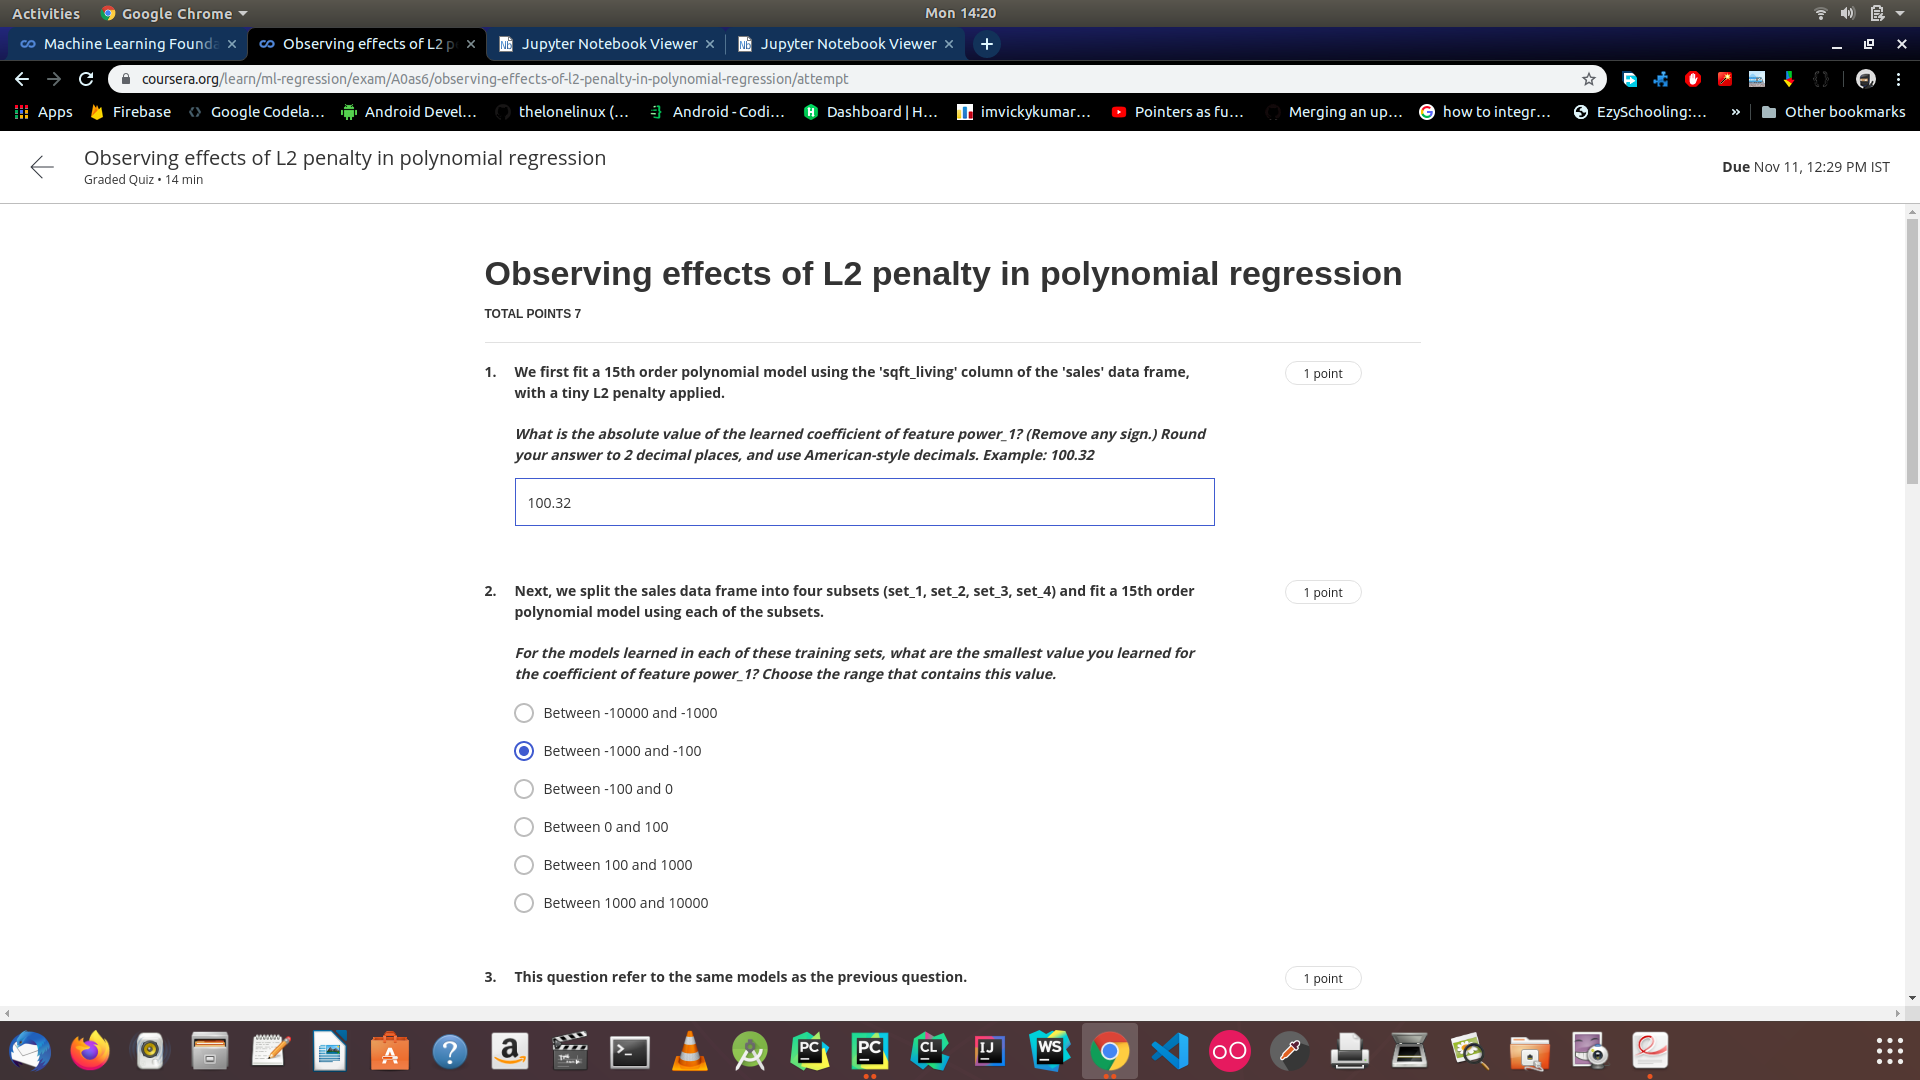 Activities
Google Chrome
Mon 14:20
Machine Learning Founda
Observing effects of L2 p
Jupyter Notebook Viewer
Jupyter Notebook Viewer
coursera.org/learn/ml-regression/exam/A0as6/observing-effects-of-l2-penalty-in-polynomial-regression/attempt
Apps
Firebase
Google Codela...
Android Devel...
thelonelinux (...
Android - Codi...
Dashboard | H...
imvickykumar...
Pointers as fu...
Merging an up...
how to integr...
EzySchooling:...
»
Other bookmarks
Observing effects of L2 penalty in polynomial regression
Graded Quiz • 14 min
Due Nov 11, 12:29 PM IST
Observing effects of L2 penalty in polynomial regression
TOTAL POINTS 7
1. We first fit a 15th order polynomial model using the 'sqft_living' column of the 'sales' data frame,
with a tiny L2 penalty applied.
1 point
What is the absolute value of the learned coefficient of feature power_1? (Remove any sign.) Round
your answer to 2 decimal places, and use American-style decimals. Example: 100.32
100.32
2. Next, we split the sales data frame into four subsets (set_1, set_2, set_3, set_4) and fit a 15th order
polynomial model using each of the subsets.
1 point
For the models learned in each of these training sets, what are the smallest value you learned for
the coefficient of feature power_1? Choose the range that contains this value.
Between -10000 and -1000
Between -1000 and -100
Between -100 and 0
Between 0 and 100
Between 100 and 1000
Between 1000 and 10000
3. This question refer to the same models as the previous question.
1 point